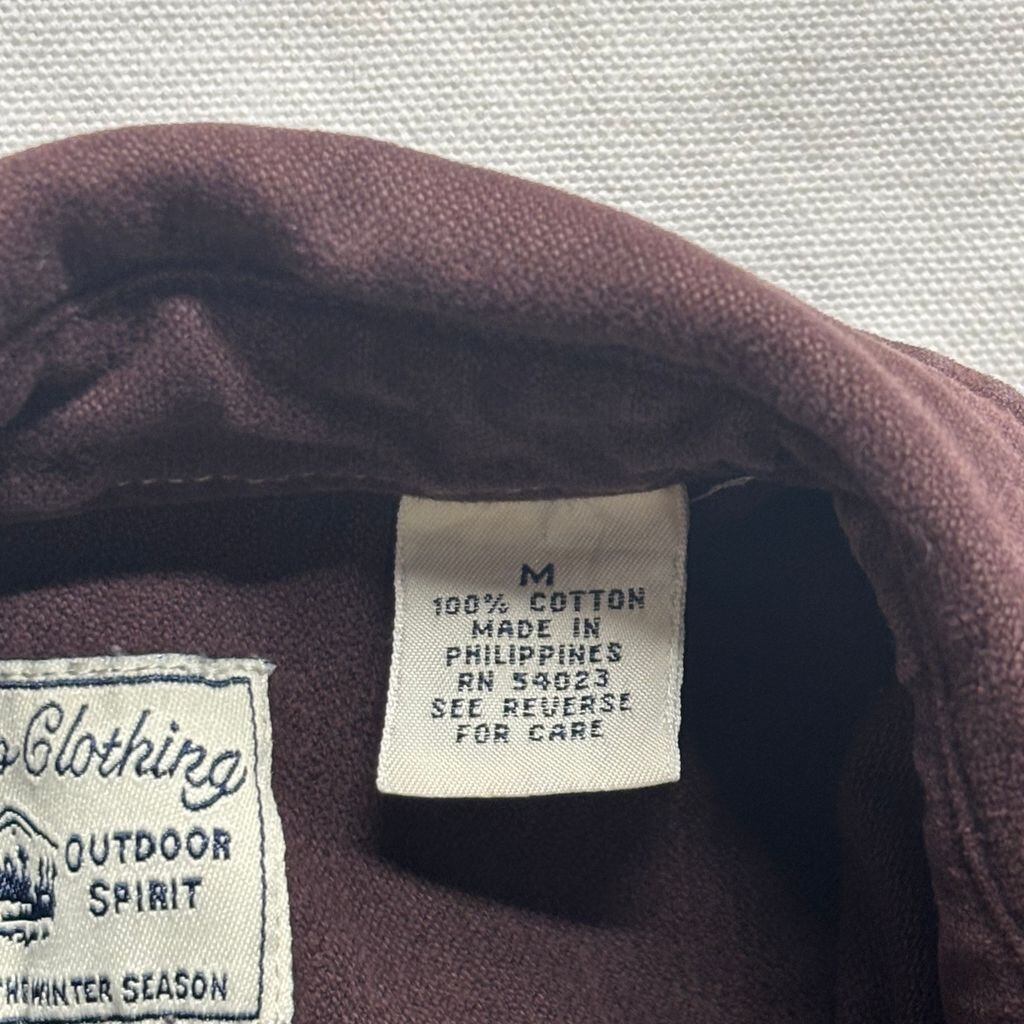 M
100% COTTON
MADE IN
PHILIPPINES
RN 54023
SEE REVERSE
FOR CARE
Clothing
OUTDOOR
SPIRIT
WINTER SEASON